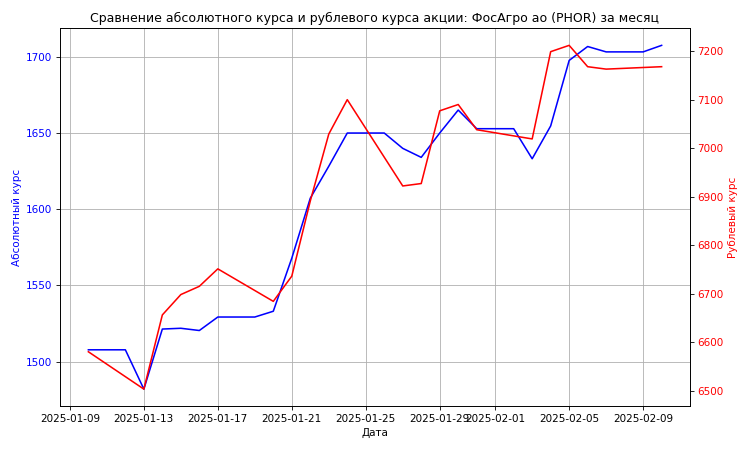 Сравнение абсолютного курса и рублевого курса акции: ФосАгро ао (PHOR) за месяц
1700
1650
1600
1550
1500
Абсолютный курс
7200
7100
7000
6900
6800
6700
6600
6500
Рублевый курс
2025-01-09 2025-01-13 2025-01-17 2025-01-21 2025-01-25 2025-01-29 2025-02-01 2025-02-05 2025-02-09
Дата